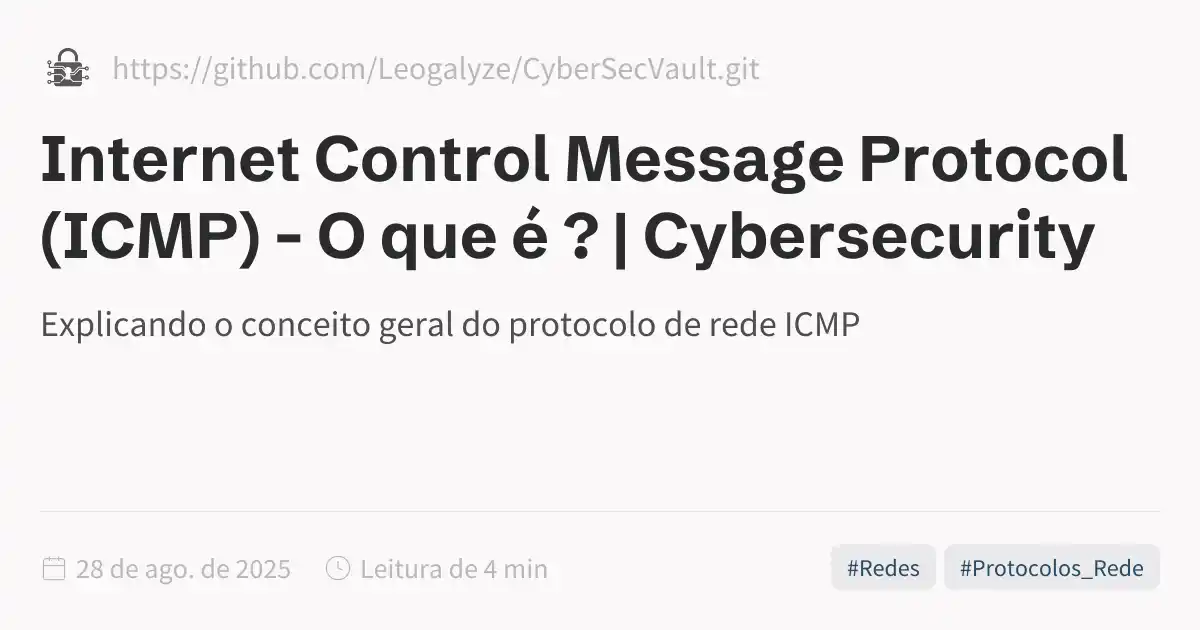 https://github.com/Leogalyze/CyberSecVault.git
Internet Control Message Protocol
(ICMP) - O que é ? | Cybersecurity
Explicando o conceito geral do protocolo de rede ICMP
28 de ago. de 2025
Leitura de 4 min
#Redes
#Protocolos_Rede